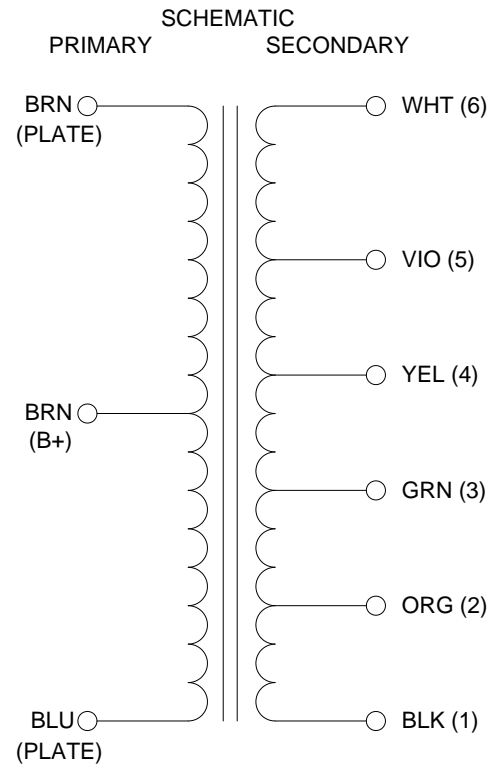 SCHEMATIC
PRIMARY
SECONDARY
BRN
(PLATE)
WHT (6)
VIO (5)
YEL (4)
BRN
(B+)
GRN (3)
ORG (2)
BLU
(PLATE)
BLK (1)